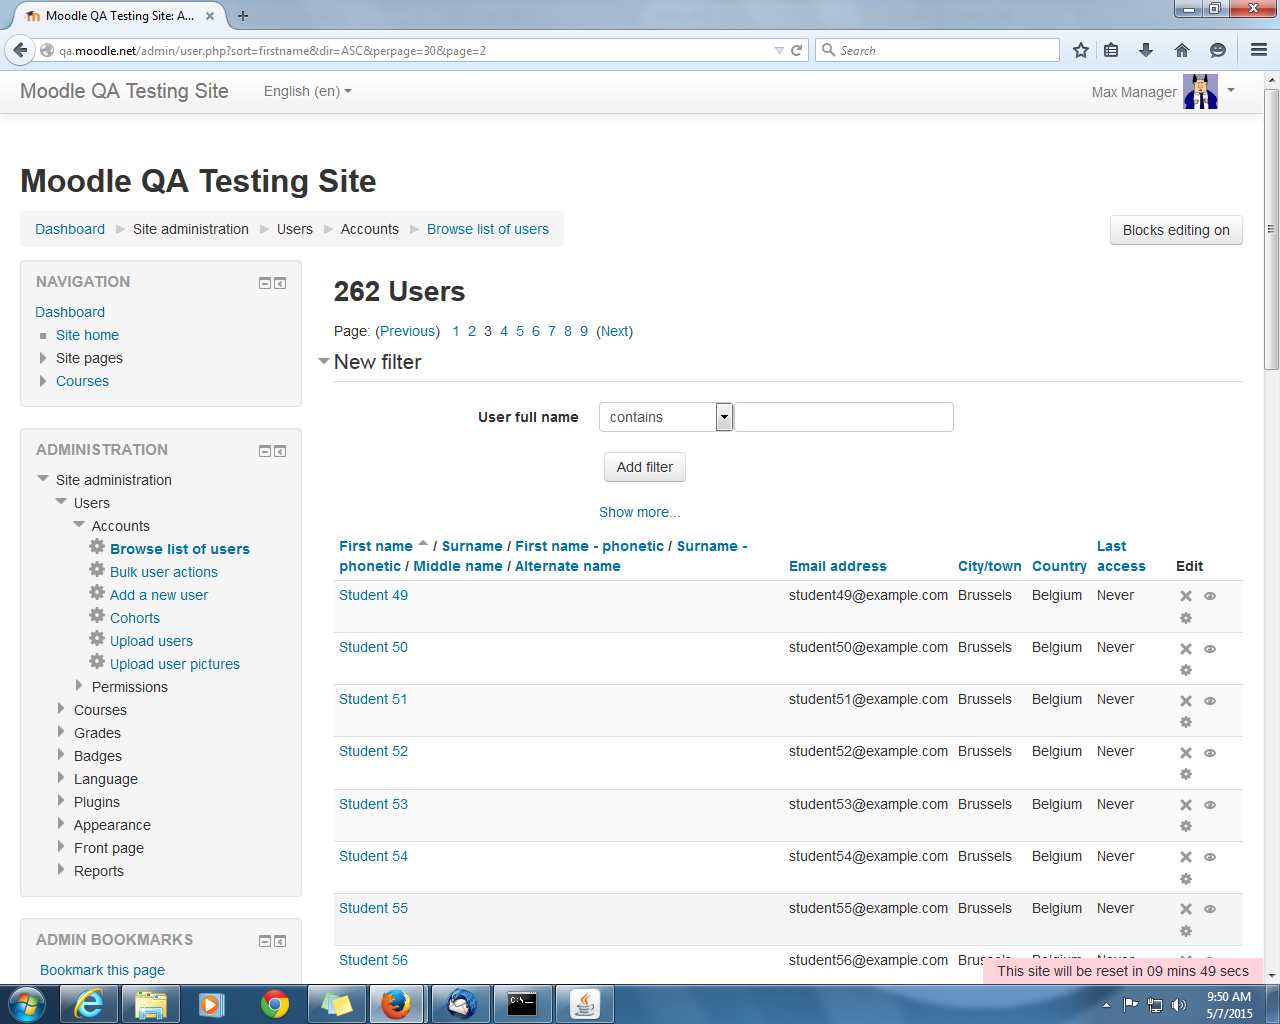 Moodle QA Testing Site: A...
qa.moodle.net/admin/user.php?sort=firstname&dir=ASC&perpage=30&page=2
Search
Moodle QA Testing Site
English (en)
Max Manager
Moodle QA Testing Site
Dashboard Site administration Users Accounts Browse list of users
Blocks editing on
NAVIGATION
Dashboard
Site home
Site pages
Courses
ADMINISTRATION
Site administration
Users
Accounts
Browse list of users
Bulk user actions
Add a new user
Cohorts
Upload users
Upload user pictures
Permissions
Courses
Grades
Badges
Language
Plugins
Appearance
Front page
Reports
ADMIN BOOKMARKS
Bookmark this page
262 Users
Page: (Previous) 1 2 3 4 5 6 7 8 9 (Next)
New filter
User full name contains
Add filter
Show more...
First name / Surname / First name - phonetic / Surname - phonetic / Middle name / Alternate name Email address City/town Country Last access Edit
Student 49 student49@example.com Brussels Belgium Never
Student 50 student50@example.com Brussels Belgium Never
Student 51 student51@example.com Brussels Belgium Never
Student 52 student52@example.com Brussels Belgium Never
Student 53 student53@example.com Brussels Belgium Never
Student 54 student54@example.com Brussels Belgium Never
Student 55 student55@example.com Brussels Belgium Never
Student 56 student56@example.com
This site will be reset in 09 mins 49 secs
C:\_
9:50 AM
5/7/2015